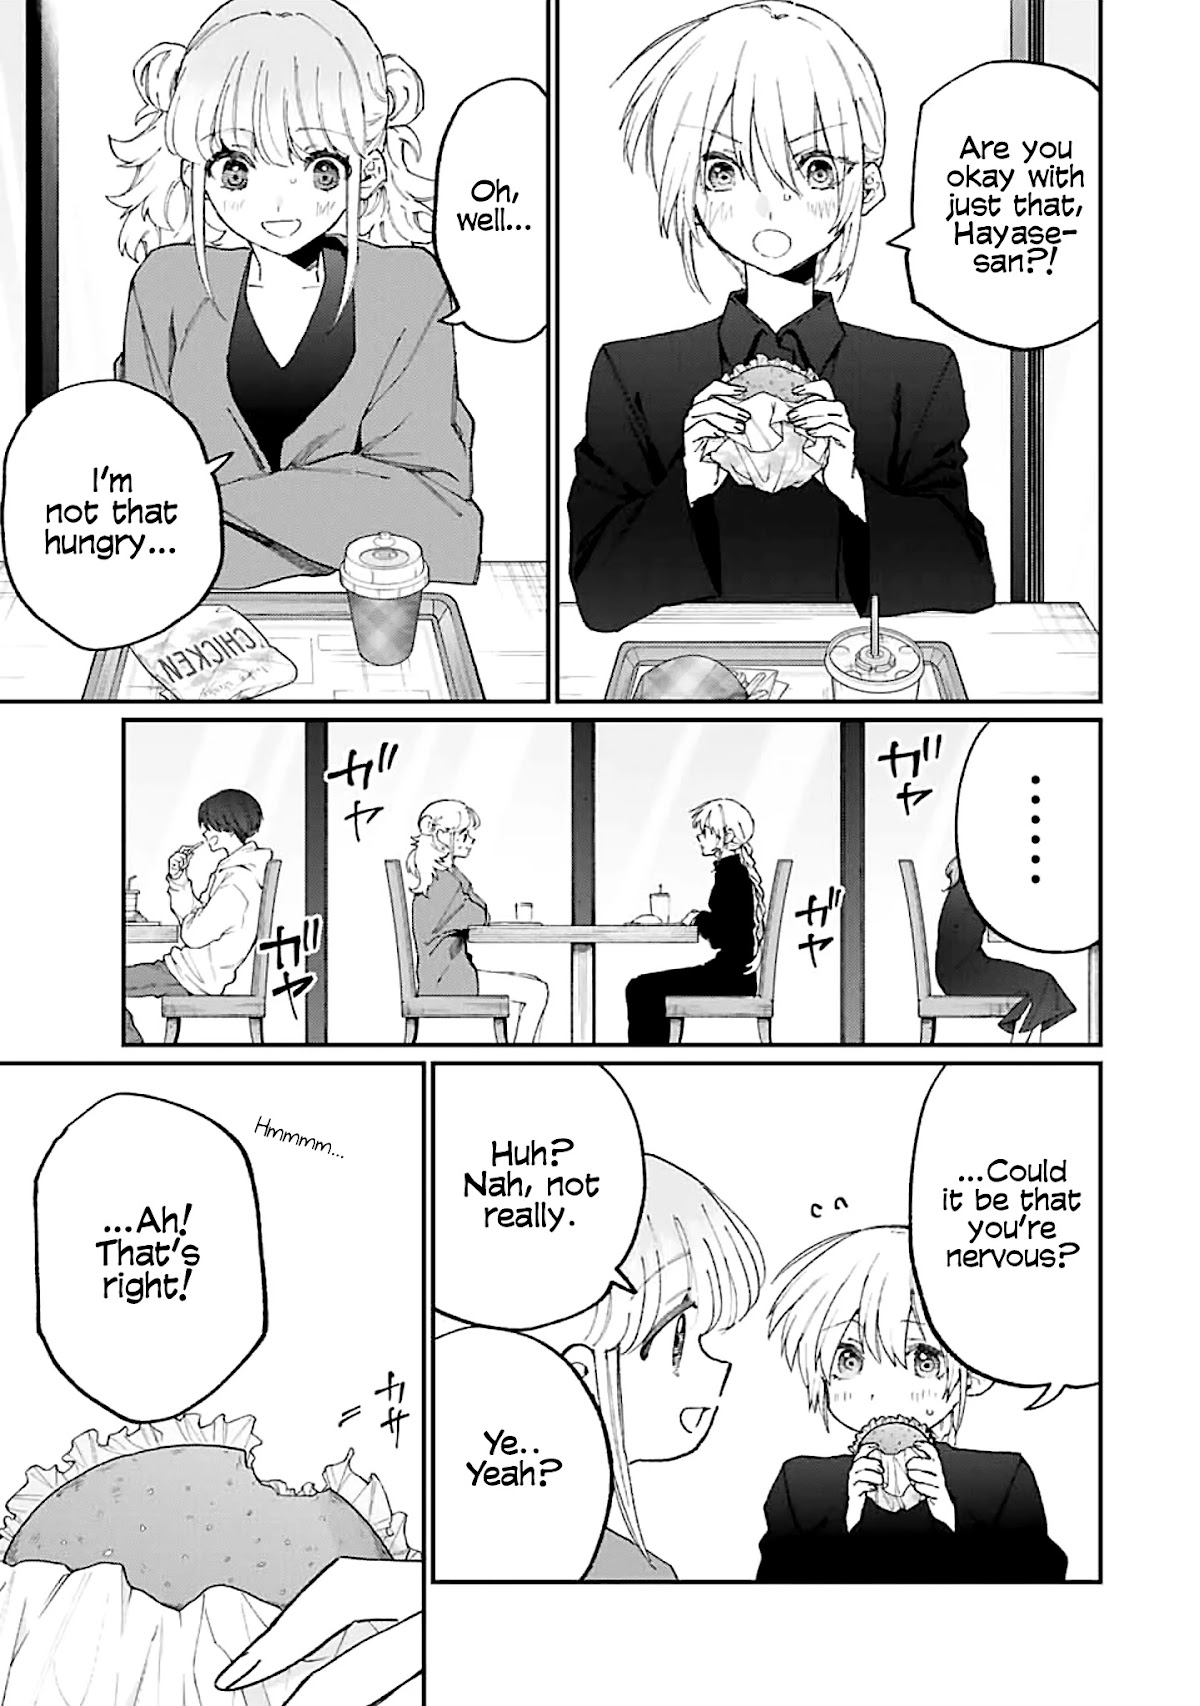 Are you
okay with
just that,
Hayase-
san?!
Oh,
well...
I'm
not that
hungry...
CHICKEN
ガヤ
ガヤ
ガヤ
ガヤ
...Could
it be that
you're
nervous?
Huh?
Nah, not
really.
Ye..
Yeah?
Hmmmm...
...Ah!
That's
right!
カサ